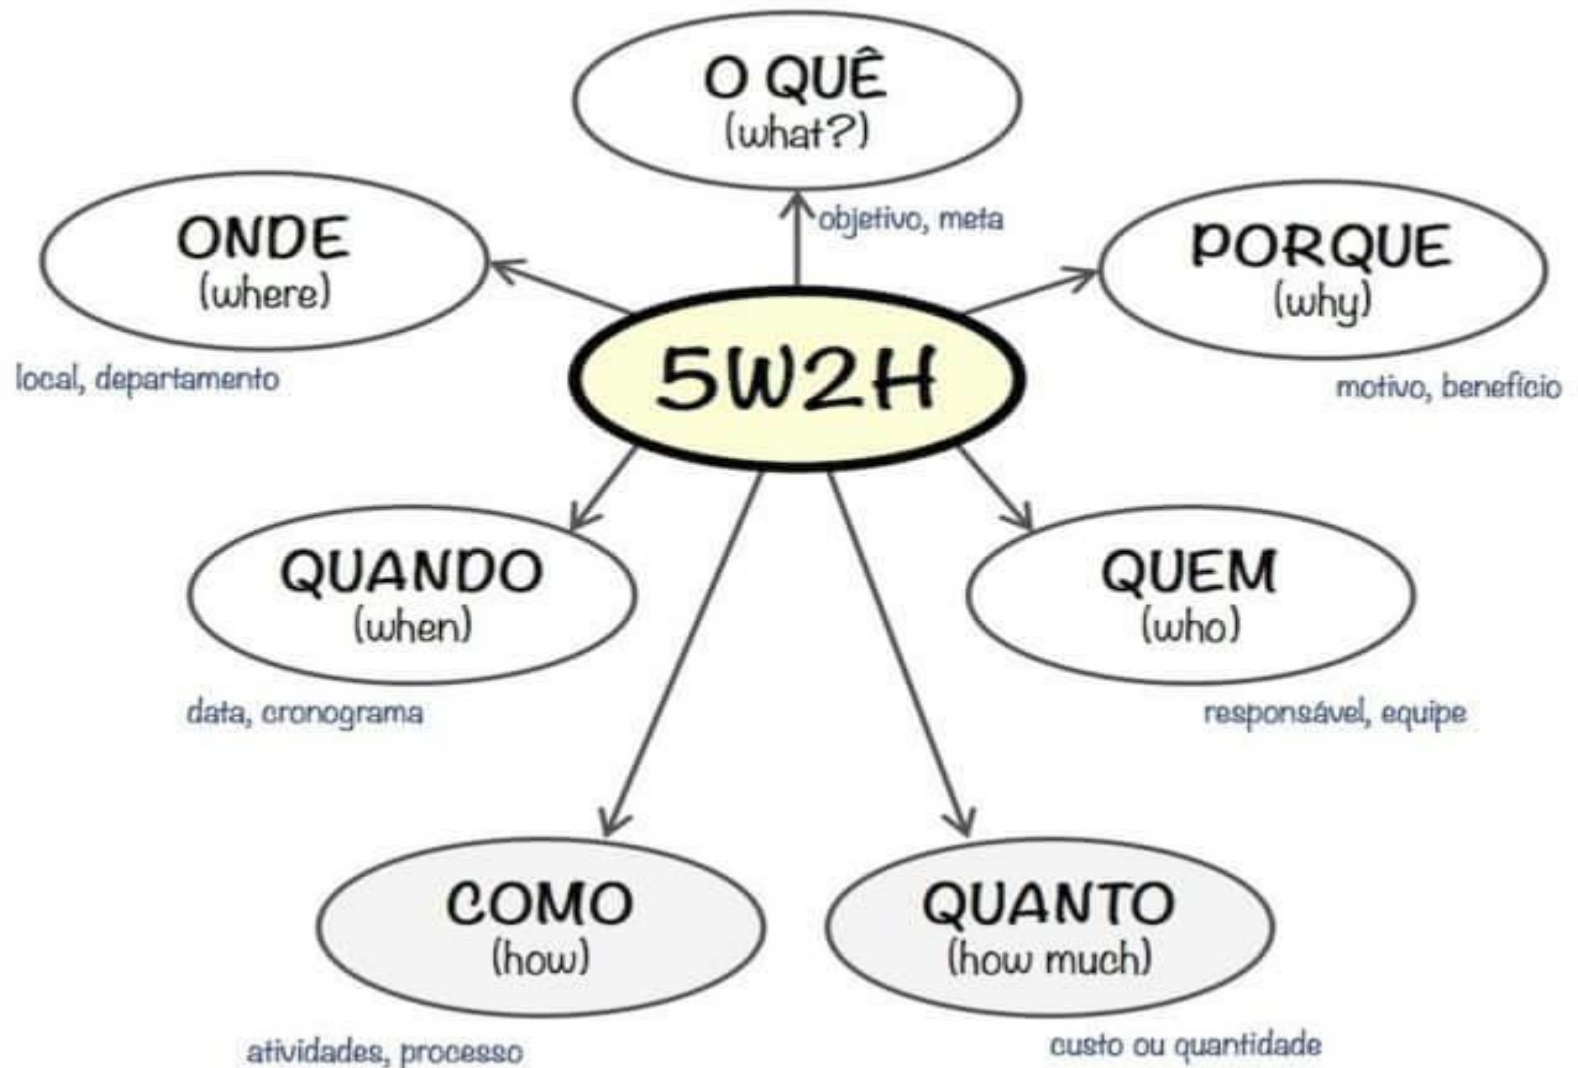 O QUÊ
(what?)
objetivo, meta
ONDE
(where)
local, departamento
PORQUE
(why)
motivo, benefício
5W2H
QUANDO
(when)
data, cronograma
QUEM
(who)
responsável, equipe
COMO
(how)
atividades, processo
QUANTO
(how much)
custo ou quantidade